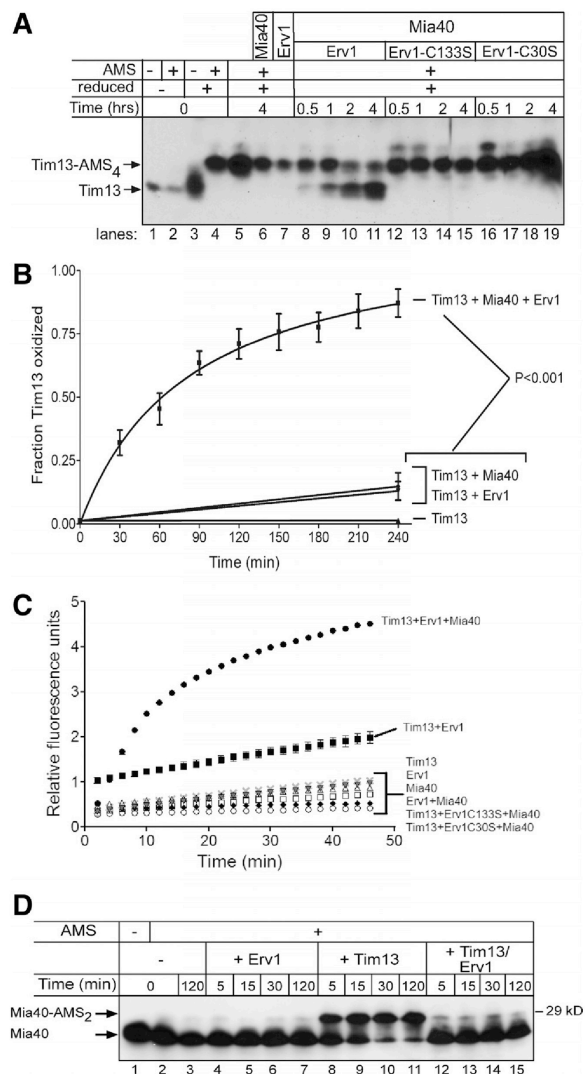 A
Mia40
Erv1
Mia40
Erv1
Erv1-C133S
Erv1-C30S
AMS - + - + + +
reduced - + + +
Time (hrs) 0 4 0.5 1 2 4 0.5 1 2 4 0.5 1 2 4
Tim13-AMS4
Tim13
lanes: 1 2 3 4 5 6 7 8 9 10 11 12 13 14 15 16 17 18 19
B
Fraction Tim13 oxidized
1.00
0.75
0.50
0.25
0.00
0 30 60 90 120 150 180 210 240
Time (min)
Tim13 + Mia40 + Erv1
P<0.001
Tim13 + Mia40
Tim13 + Erv1
Tim13
C
Relative fluorescence units
5
4
3
2
1
0
0 10 20 30 40 50
Time (min)
Tim13+Erv1+Mia40
Tim13+Erv1
Tim13
Erv1
Mia40
Erv1+Mia40
Tim13+Erv1C133S+Mia40
Tim13+Erv1C30S+Mia40
D
AMS - +
- + Erv1 + Tim13 + Tim13/
Erv1
Time (min) 0 120 5 15 30 120 5 15 30 120 5 15 30 120
Mia40-AMS2
Mia40
29 kD
1 2 3 4 5 6 7 8 9 10 11 12 13 14 15